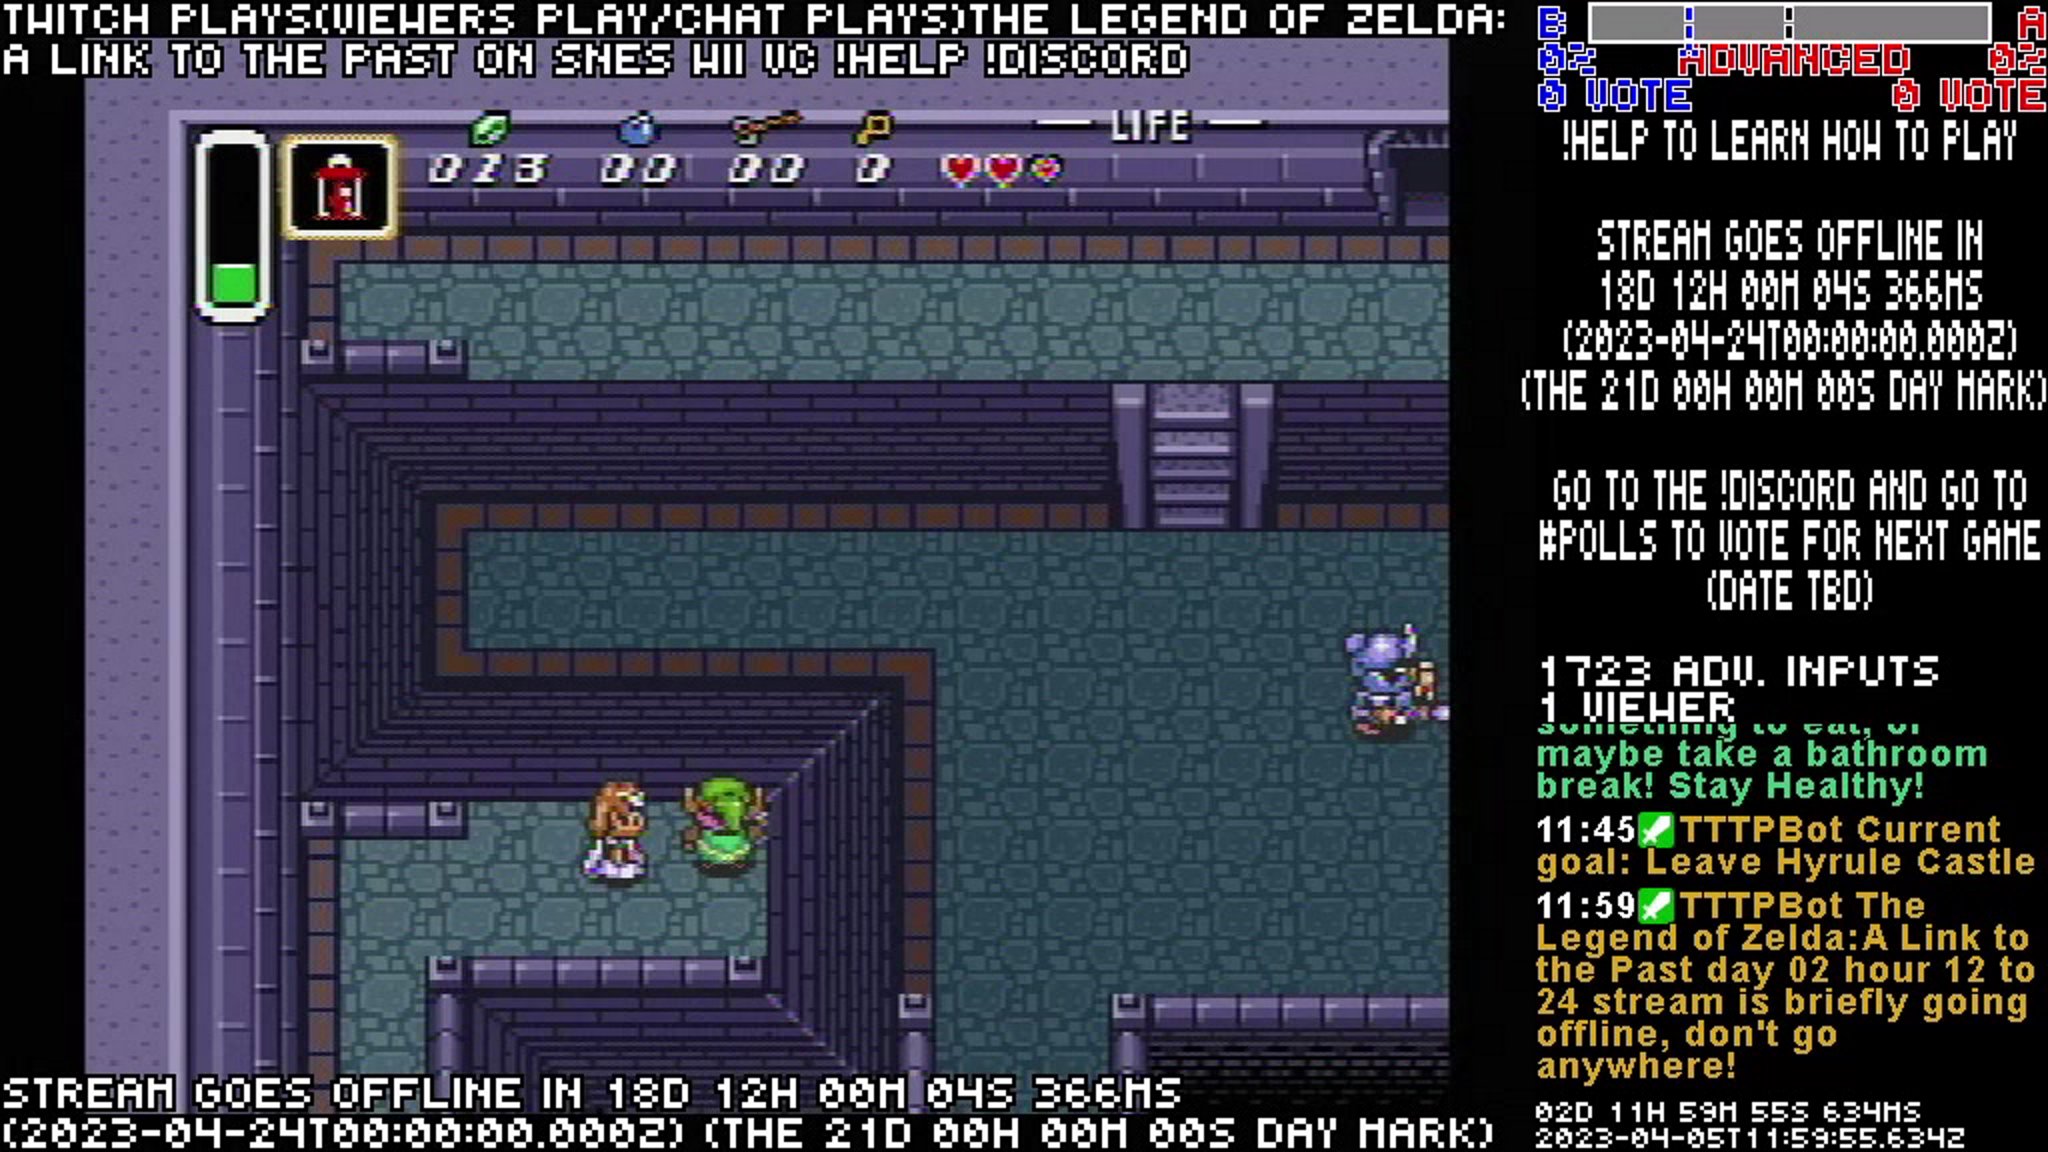 TWITCH PLAYS(VIEWERS PLAY/CHAT PLAYS)THE LEGEND OF ZELDA:
A LINK TO THE PAST ON SNES WII VC !HELP !DISCORD
LIFE
013 00 00 0
STREAM GOES OFFLINE IN 18D 12H 00M 04S 366MS
(2023-04-24T00:00:00.000Z) (THE 21D 00H 00M 00S DAY MARK)
B A
0% ADVANCED 0%
0 VOTE 0 VOTE
!HELP TO LEARN HOW TO PLAY
STREAM GOES OFFLINE IN
18D 12H 00M 04S 366MS
(2023-04-24T00:00:00.000Z)
(THE 21D 00H 00M 00S DAY MARK)
GO TO THE !DISCORD AND GO TO
#POLLS TO VOTE FOR NEXT GAME
(DATE TBD)
1723 ADV. INPUTS
1 VIEWER
something to eat, or
maybe take a bathroom
break! Stay Healthy!
11:45 TTTPBot Current
goal: Leave Hyrule Castle
11:59 TTTPBot The
Legend of Zelda:A Link to
the Past day 02 hour 12 to
24 stream is briefly going
offline, don't go
anywhere!
02D 11H 59M 55S 634MS
2023-04-05T11:59:55.634Z